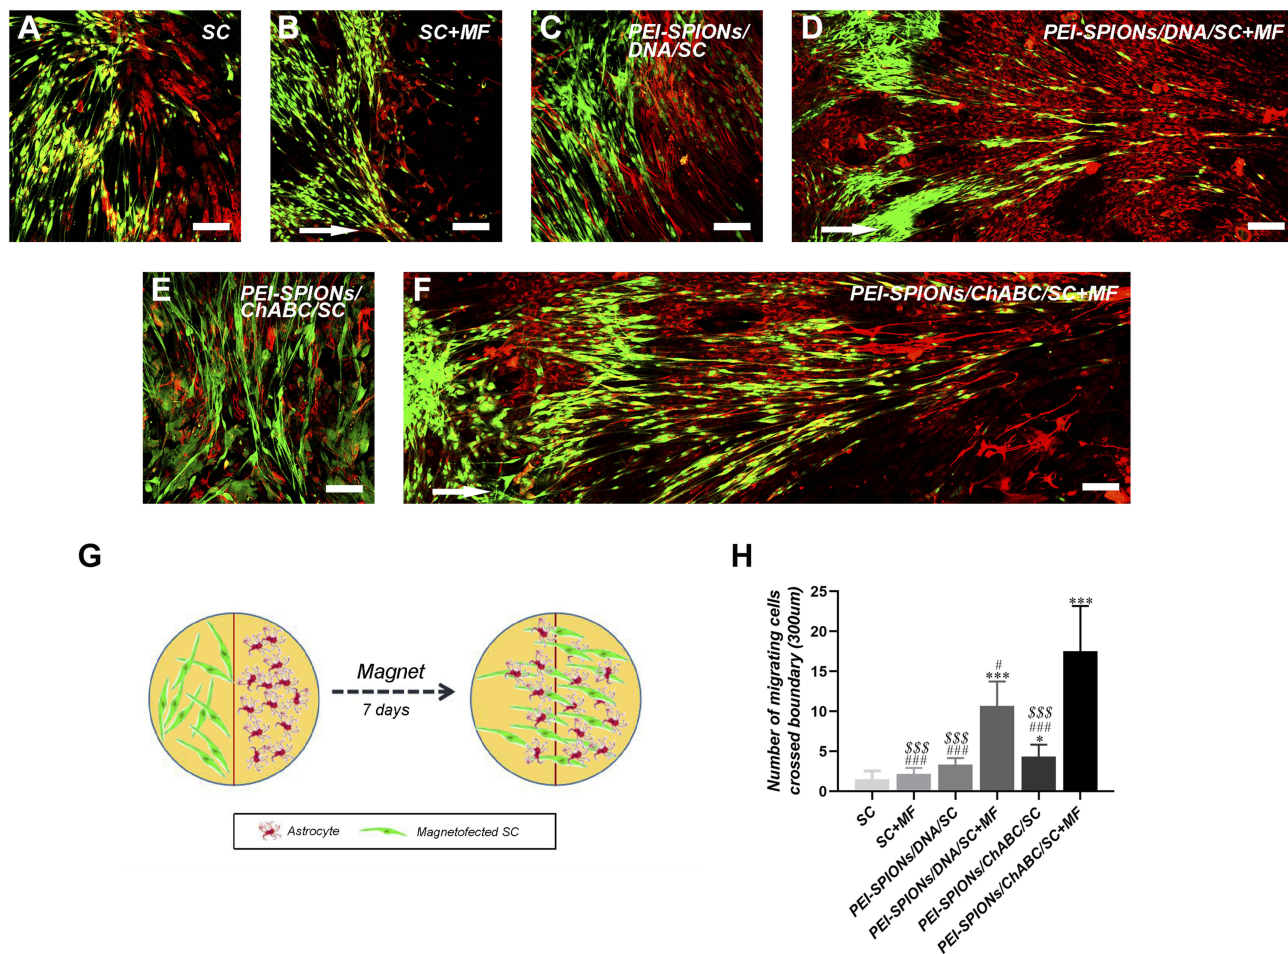 A
SC
B
SC+MF
C
PEI-SPIONs/
DNA/SC
D
PEI-SPIONs/DNA/SC+MF
E
PEI-SPIONs/
ChABC/SC
F
PEI-SPIONs/ChABC/SC+MF
G
Magnet
7 days
Astrocyte
Magnetofected SC
H
Number of migrating cells
crossed boundary (300um)
25
20
15
10
5
0
$$$
###
$$$
###
#
***
$$$
###
*
***
SC
SC+MF
PEI-SPIONs/DNA/SC
PEI-SPIONs/DNA/SC+MF
PEI-SPIONs/ChABC/SC
PEI-SPIONs/ChABC/SC+MF